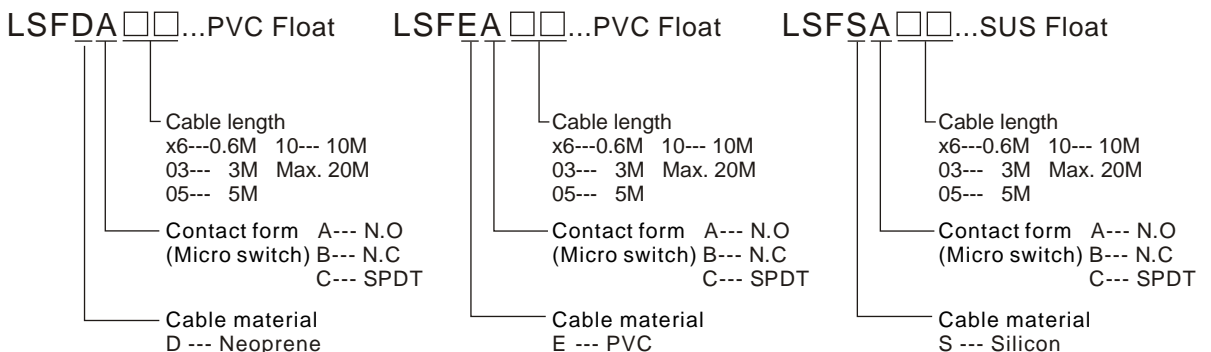 LSFDA□□...PVC Float
Cable length
x6---0.6M 10--- 10M
03--- 3M Max. 20M
05--- 5M
Contact form A--- N.O
(Micro switch) B--- N.C
C--- SPDT
Cable material
D --- Neoprene
LSFEA□□...PVC Float
Cable length
x6---0.6M 10--- 10M
03--- 3M Max. 20M
05--- 5M
Contact form A--- N.O
(Micro switch) B--- N.C
C--- SPDT
Cable material
E --- PVC
LSFSA□□...SUS Float
Cable length
x6---0.6M 10--- 10M
03--- 3M Max. 20M
05--- 5M
Contact form A--- N.O
(Micro switch) B--- N.C
C--- SPDT
Cable material
S --- Silicon